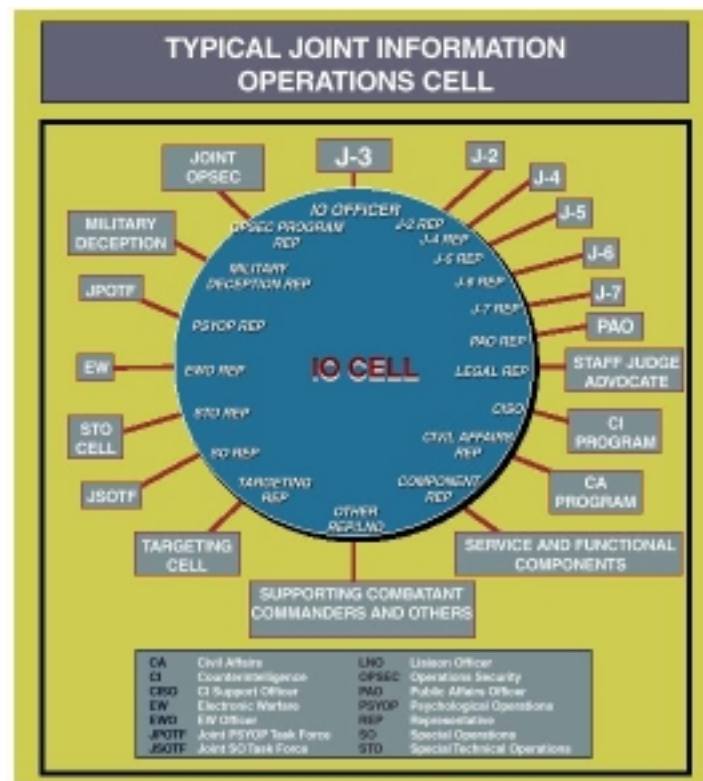 TYPICAL JOINT INFORMATION
OPERATIONS CELL
JOINT
OPSEC
J-3
J-2
J-4
J-5
J-6
J-7
PAO
STAFF JUDGE
ADVOCATE
CI
PROGRAM
CA
PROGRAM
SERVICE AND FUNCTIONAL
COMPONENTS
SUPPORTING COMBATANT
COMMANDERS AND OTHERS
TARGETING
CELL
JSOTF
STO
CELL
EW
JPOTF
MILITARY
DECEPTION
IO OFFICER
J-2 REP
J-4 REP
J-5 REP
J-6 REP
J-7 REP
PAO REP
LEGAL REP
CISO
CIVIL AFFAIRS
REP
COMPONENT
REP
OTHER
REP/LNO
TARGETING
REP
SO REP
STO REP
EWO REP
PSYOP REP
MILITARY
DECEPTION REP
OPSEC PROGRAM
REP
IO CELL
CA Civil Affairs
CI Counterintelligence
CISO CI Support Officer
EW Electronic Warfare
EWO EW Officer
JPOTF Joint PSYOP Task Force
JSOTF Joint SO Task Force
LNO Liaison Officer
OPSEC Operations Security
PAO Public Affairs Officer
PSYOP Psychological Operations
REP Representative
SO Special Operations
STO Special Technical Operations